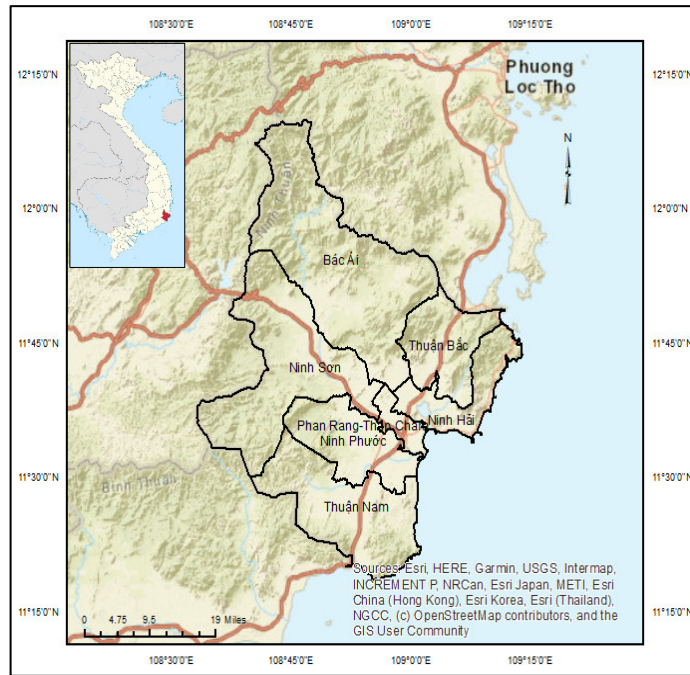 108°30'0"E 108°45'0"E 109°0'0"E 109°15'0"E
12°15'0"N 12°15'0"N
Phuong
Loc Tho
N
Ninh Thuận
12°0'0"N 12°0'0"N
Bác Ái
11°45'0"N 11°45'0"N
Thuận Bắc
Ninh Sơn
Phan Rang-Tháp Chàm Ninh Hải
Ninh Phước
11°30'0"N 11°30'0"N
Bình Thuận
Thuận Nam
Sources: Esri, HERE, Garmin, USGS, Intermap,
INCREMENT P, NRCan, Esri Japan, METI, Esri
China (Hong Kong), Esri Korea, Esri (Thailand),
NGCC, (c) OpenStreetMap contributors, and the
GIS User Community
11°15'0"N 11°15'0"N
0 4.75 9.5 19 Miles
108°30'0"E 108°45'0"E 109°0'0"E 109°15'0"E